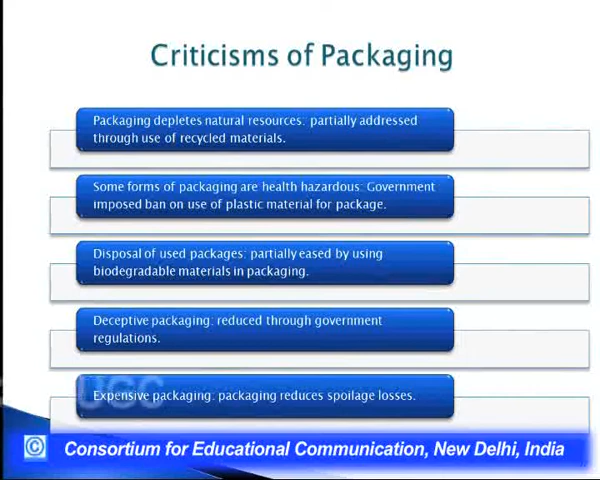 Criticisms of Packaging
Packaging depletes natural resources: partially addressed
through use of recycled materials.
Some forms of packaging are health hazardous: Government
imposed ban on use of plastic material for package.
Disposal of used packages: partially eased by using
biodegradable materials in packaging.
Deceptive packaging: reduced through government
regulations.
Expensive packaging: packaging reduces spoilage losses.
UGC
© Consortium for Educational Communication, New Delhi, India